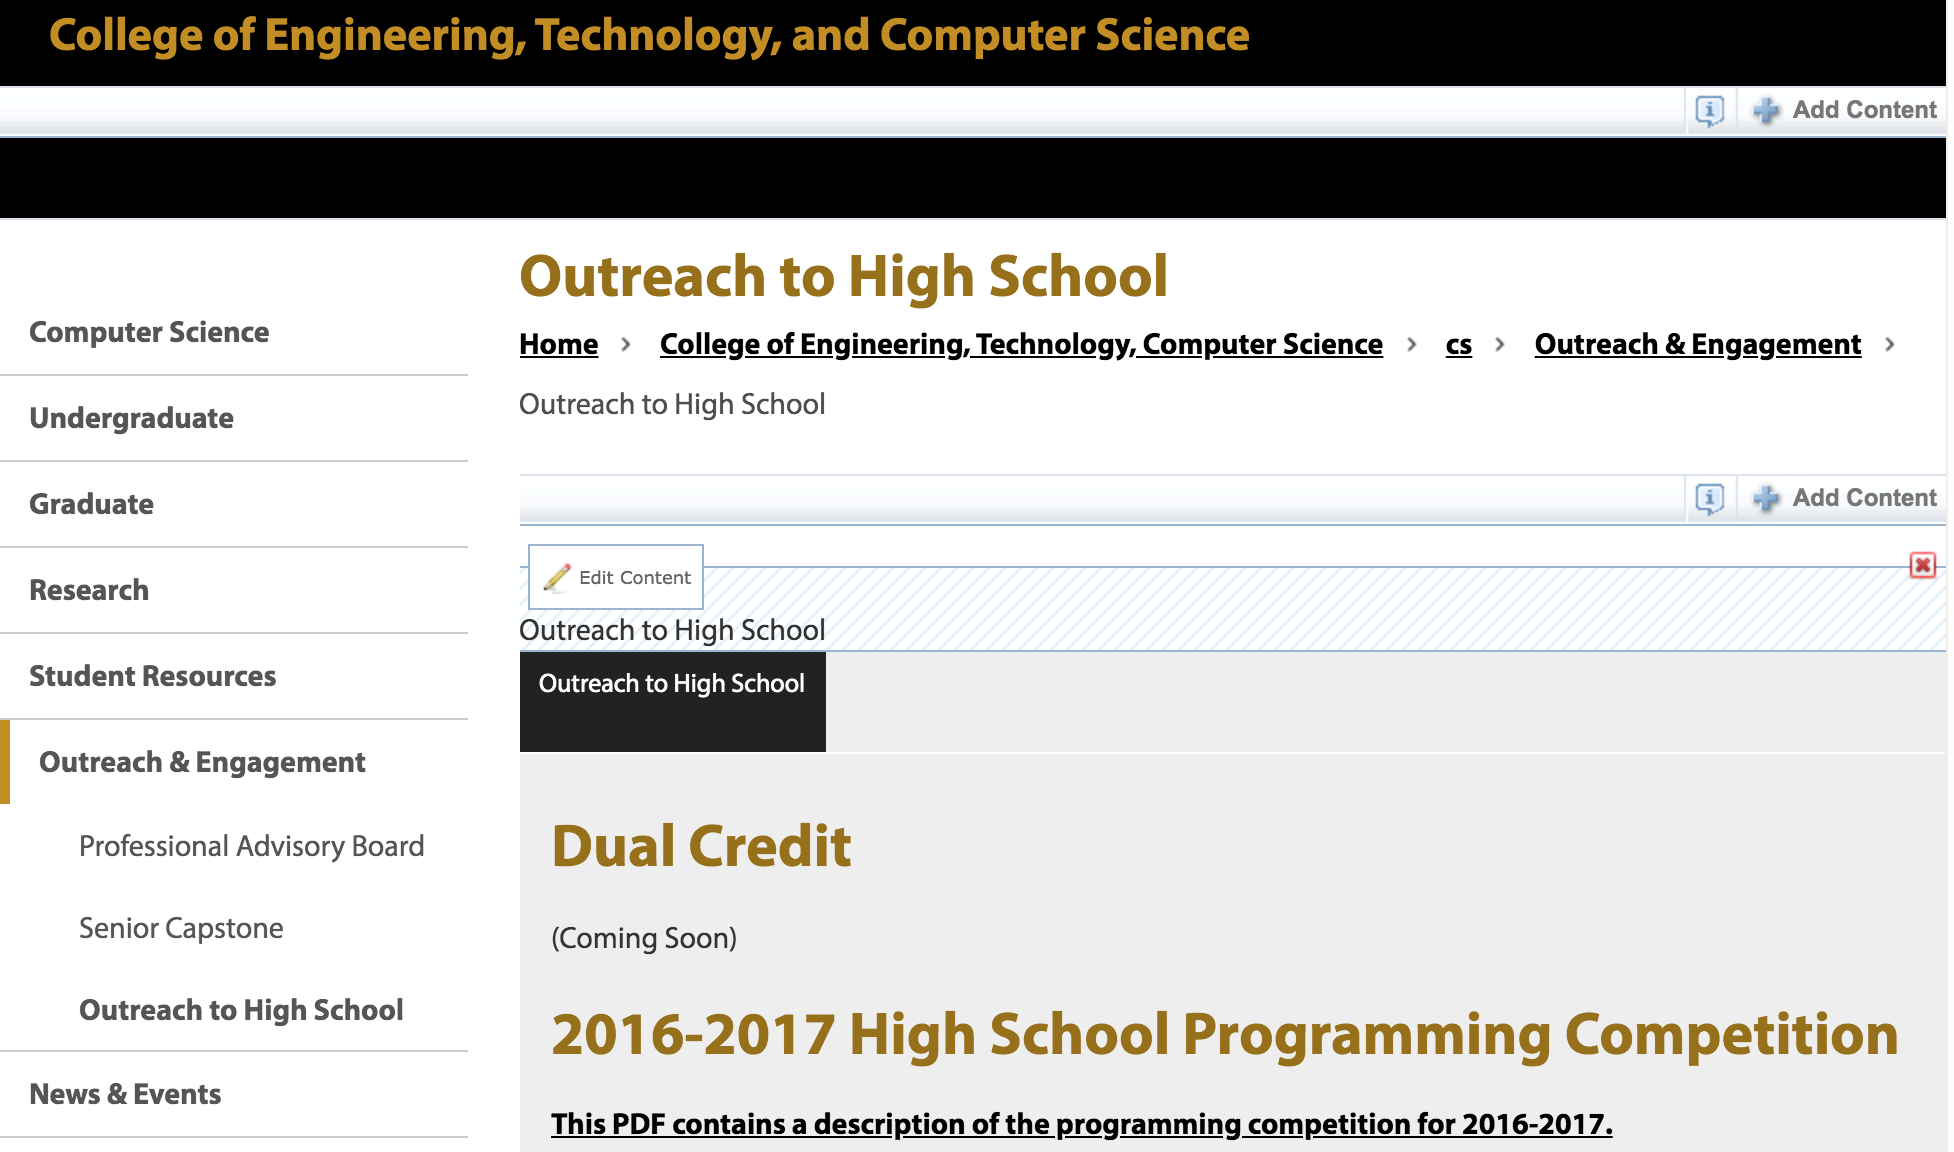 College of Engineering, Technology, and Computer Science
Add Content
Outreach to High School
Home > College of Engineering, Technology, Computer Science > cs > Outreach & Engagement >
Outreach to High School
Computer Science
Undergraduate
Graduate
Research
Student Resources
Outreach & Engagement
Professional Advisory Board
Senior Capstone
Outreach to High School
News & Events
Add Content
Edit Content
Outreach to High School
Outreach to High School
Dual Credit
(Coming Soon)
2016-2017 High School Programming Competition
This PDF contains a description of the programming competition for 2016-2017.